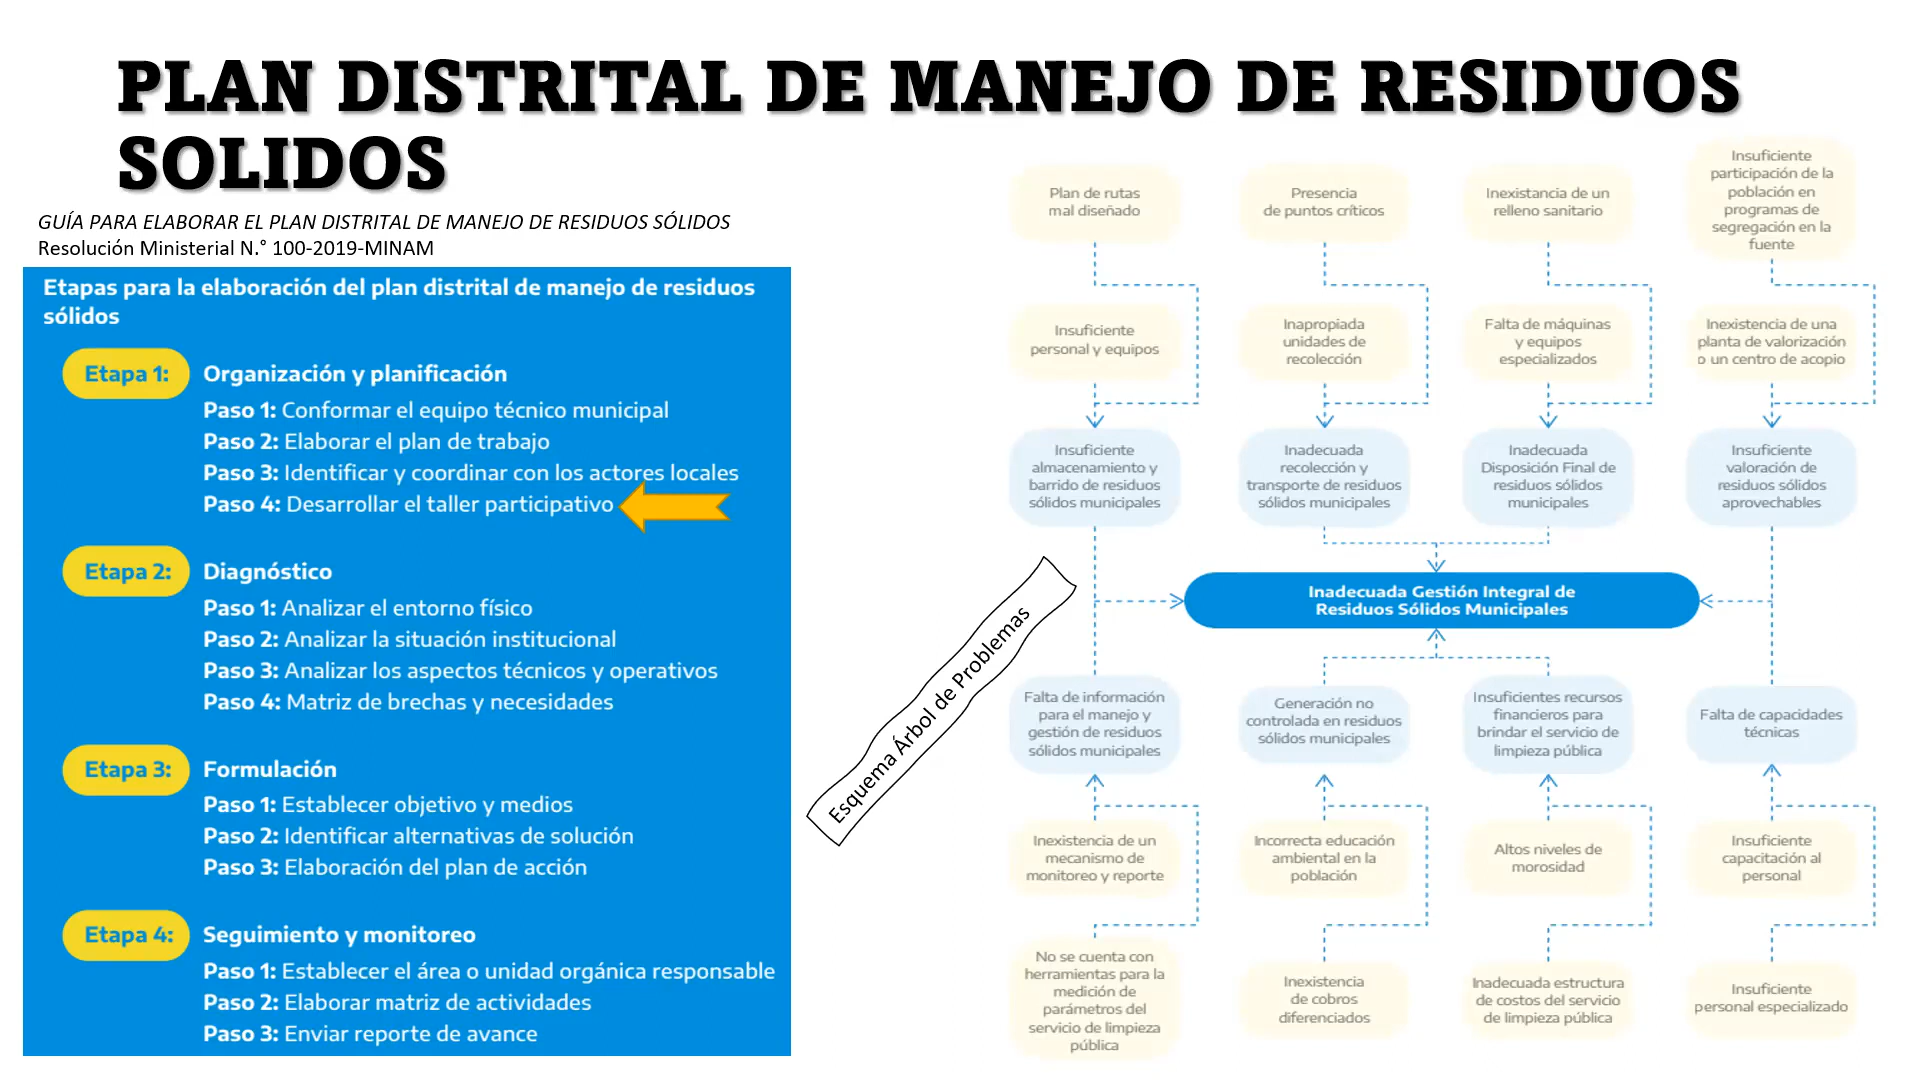 PLAN DISTRITAL DE MANEJO DE RESIDUOS
SOLIDOS
GUÍA PARA ELABORAR EL PLAN DISTRITAL DE MANEJO DE RESIDUOS SÓLIDOS
Resolución Ministerial N.° 100-2019-MINAM
Etapas para la elaboración del plan distrital de manejo de residuos
sólidos
Etapa 1:
Organización y planificación
Paso 1: Conformar el equipo técnico municipal
Paso 2: Elaborar el plan de trabajo
Paso 3: Identificar y coordinar con los actores locales
Paso 4: Desarrollar el taller participativo
Etapa 2:
Diagnóstico
Paso 1: Analizar el entorno físico
Paso 2: Analizar la situación institucional
Paso 3: Analizar los aspectos técnicos y operativos
Paso 4: Matriz de brechas y necesidades
Etapa 3:
Formulación
Paso 1: Establecer objetivo y medios
Paso 2: Identificar alternativas de solución
Paso 3: Elaboración del plan de acción
Etapa 4:
Seguimiento y monitoreo
Paso 1: Establecer el área o unidad orgánica responsable
Paso 2: Elaborar matriz de actividades
Paso 3: Enviar reporte de avance
Esquema Árbol de Problemas
Plan de rutas
mal diseñado
Presencia
de puntos críticos
Inexistancia de un
relleno sanitario
Insuficiente
participación de la
población en
programas de
segregación en la
fuente
Insuficiente
personal y equipos
Inapropiada
unidades de
recolección
Falta de máquinas
y equipos
especializados
Inexistencia de una
planta de valorización
o un centro de acopio
Insuficiente
almacenamiento y
barrido de residuos
sólidos municipales
Inadecuada
recolección y
transporte de residuos
sólidos municipales
Inadecuada
Disposición Final de
residuos sólidos
municipales
Insuficiente
valoración de
residuos sólidos
aprovechables
Inadecuada Gestión Integral de
Residuos Sólidos Municipales
Falta de información
para el manejo y
gestión de residuos
sólidos municipales
Generación no
controlada en residuos
sólidos municipales
Insuficientes recursos
financieros para
brindar el servicio de
limpieza pública
Falta de capacidades
técnicas
Inexistencia de un
mecanismo de
monitoreo y reporte
Incorrecta educación
ambiental en la
población
Altos niveles de
morosidad
Insuficiente
capacitación al
personal
No se cuenta con
herramientas para la
medición de
parámetros del
servicio de limpieza
pública
Inexistencia
de cobros
diferenciados
Inadecuada estructura
de costos del servicio
de limpieza pública
Insuficiente
personal especializado